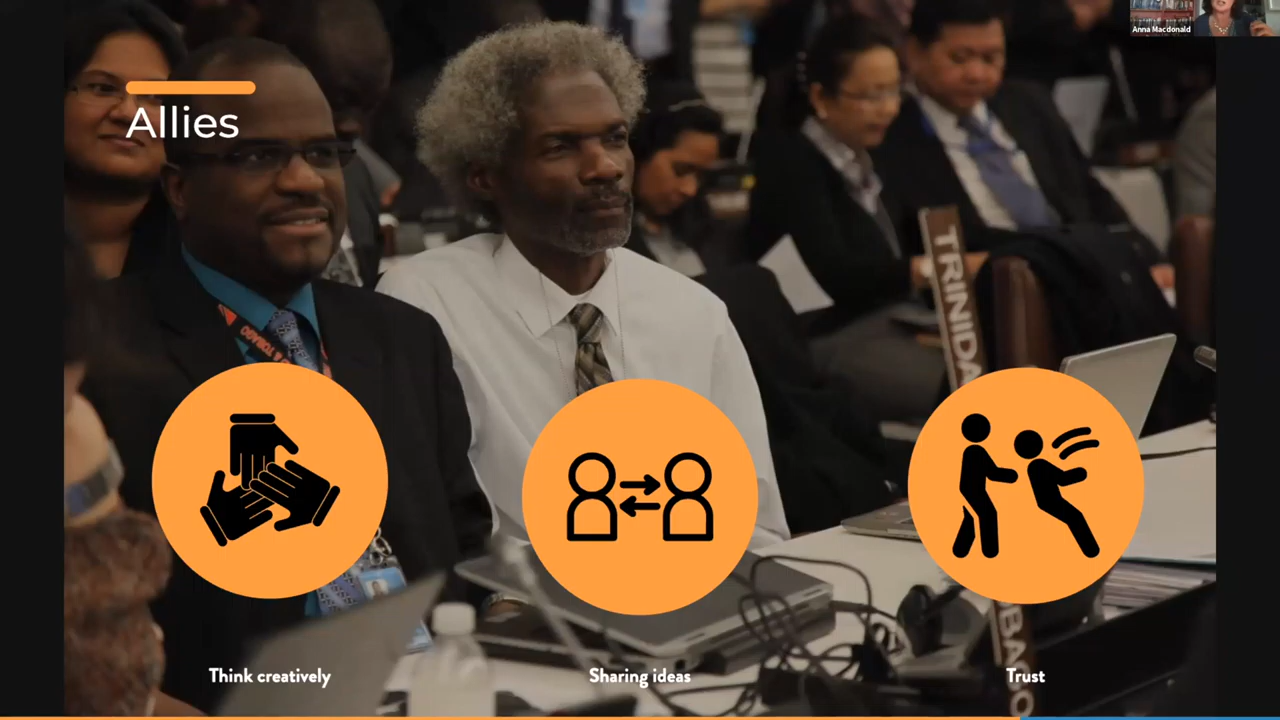 Anna Macdonald
Allies
TRINIDA
BAGO
Think creatively
Sharing ideas
Trust